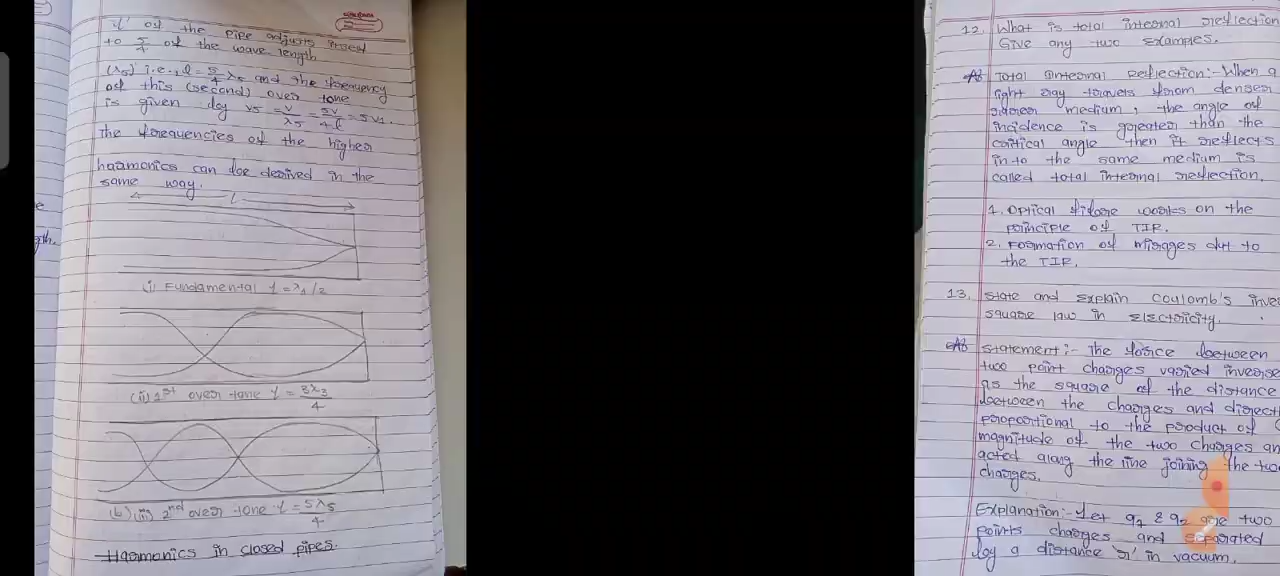 'l' of the pipe adjusts itself
to 5/4 of the wave length
(λ5) i.e., l = 5/4 λ5 and the frequency
of this (second) over tone
is given by v5 = v/λ5 = 5v/4l = 5v1.
The frequencies of the higher
harmonics can be derived in the
same way.
l
(i) Fundamental l = λ1/2
(ii) 1st over tone l = 3λ3/4
(b) (ii) 2nd over tone l = 5λ5/4
Harmonics in closed pipes.
e
gth.
12. What is total internal reflection
Give any two examples.
A) Total Internal Reflection:- When a
light ray travels from denser
medium, the angle of
incidence is greater than the
critical angle then it reflects
in to the same medium is
called total internal reflection.
1. Optical fibre works on the
principle of TIR.
2. Formation of mirages due to
the TIR.
13. State and explain Coulomb's inve
square law in Electricity.
Statement:- The force between
two point charges varied inverse
as the square of the distance
between the charges and direct
proportional to the product of
magnitude of the two charges an
acted along the line joining the two
charges.
Explanation:- Let q1 & q2 are two
points charges and separated
by a distance 'r' in vacuum.